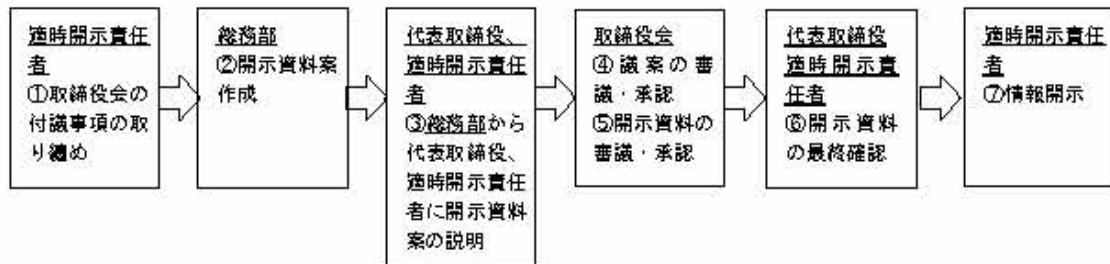 適時開示責任
者
①取締役会の
付議事項の取
り纏め
総務部
②開示資料案
作成
代表取締役、
適時開示責任
者
③総務部から
代表取締役、
適時開示責任
者に開示資料
案の説明
取締役会
④議案の審
議・承認
⑤開示資料の
審議・承認
代表取締役
適時開示責
任者
⑥開示資料
の最終確認
適時開示責任
者
⑦情報開示